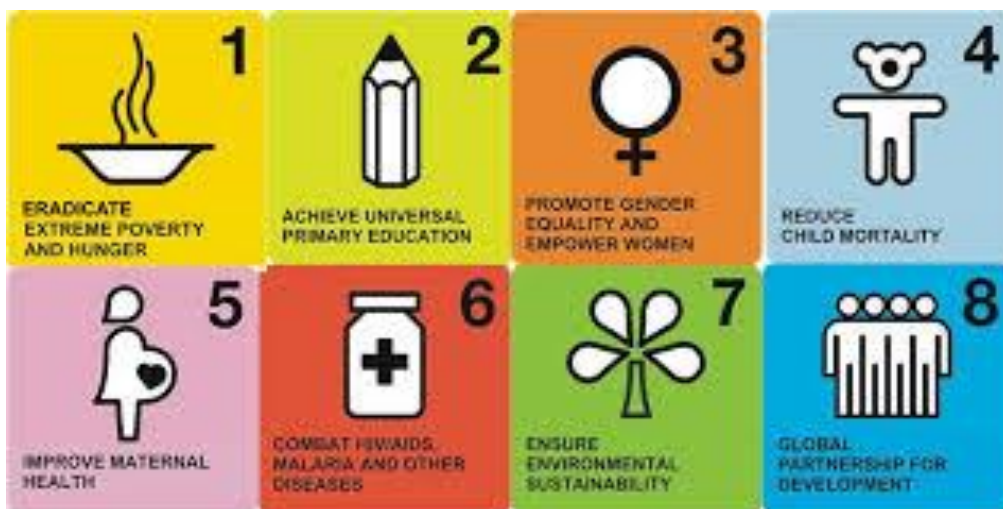 1
ERADICATE
EXTREME POVERTY
AND HUNGER
2
ACHIEVE UNIVERSAL
PRIMARY EDUCATION
3
PROMOTE GENDER
EQUALITY AND
EMPOWER WOMEN
4
REDUCE
CHILD MORTALITY
5
IMPROVE MATERNAL
HEALTH
6
COMBAT HIV/AIDS,
MALARIA AND OTHER
DISEASES
7
ENSURE
ENVIRONMENTAL
SUSTAINABILITY
8
GLOBAL
PARTNERSHIP FOR
DEVELOPMENT